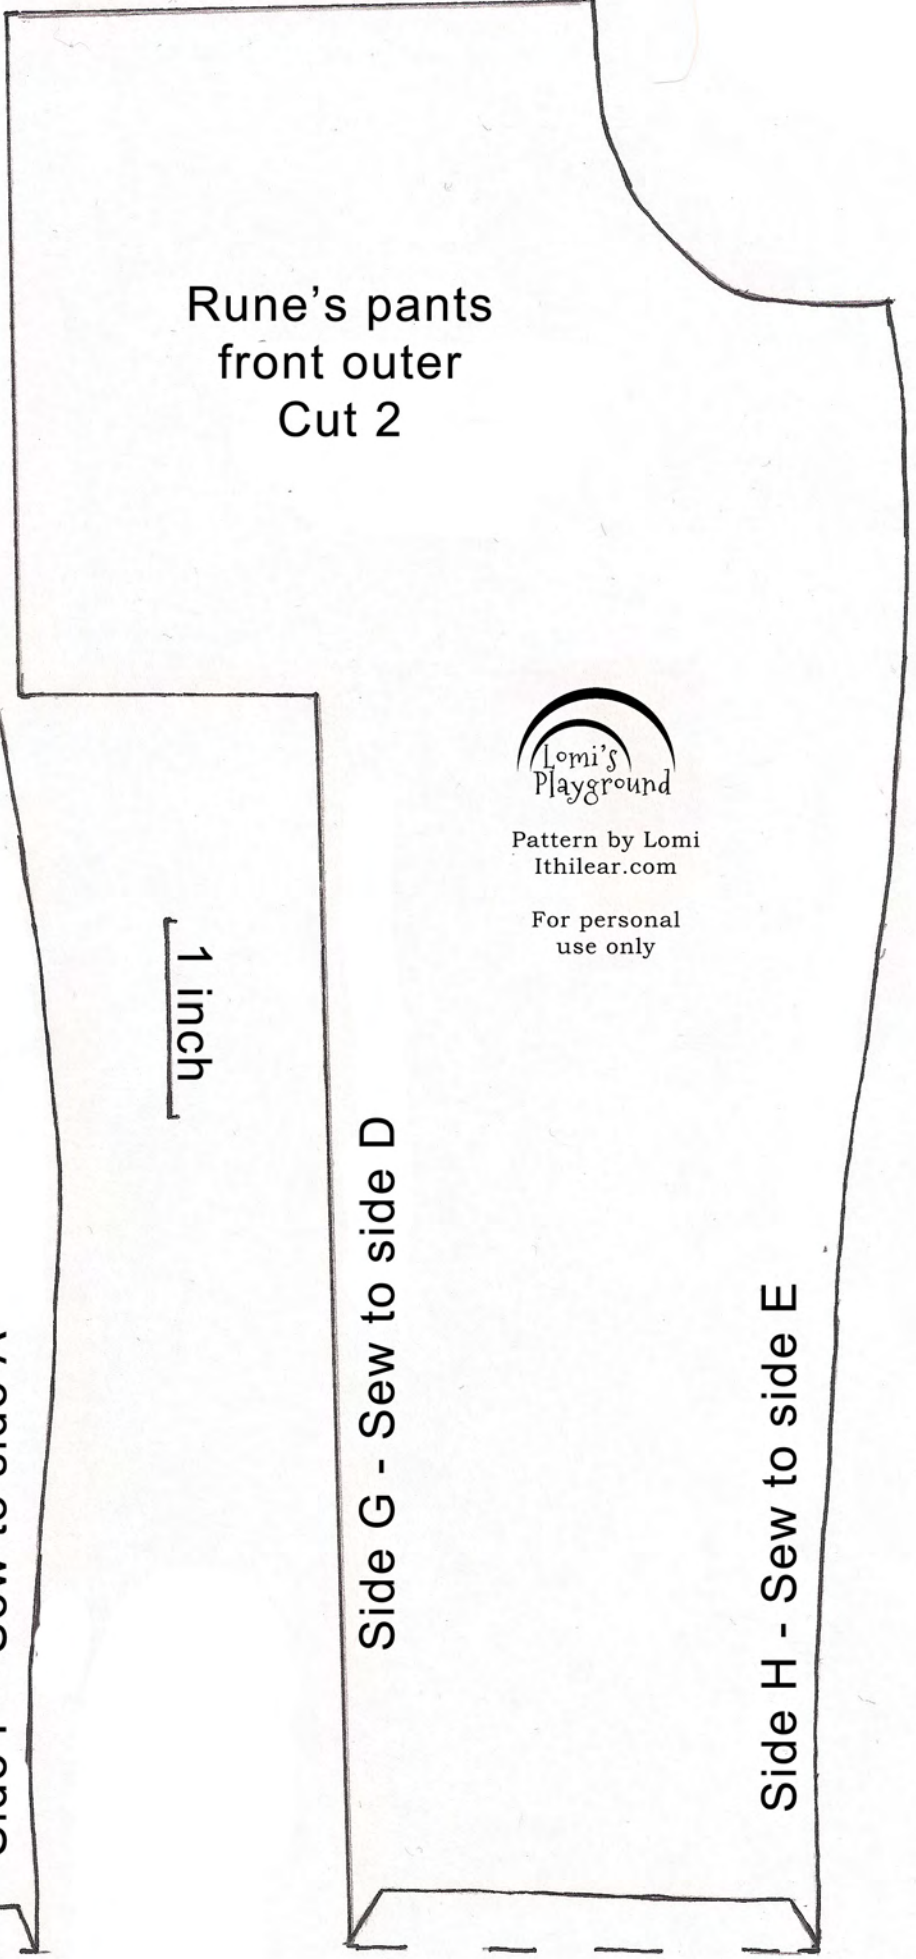 Rune's pants
front outer
Cut 2
Lomi's
Playground
Pattern by Lomi
Ithilear.com
For personal
use only
1 inch
Side G - Sew to side D
Side H - Sew to side E